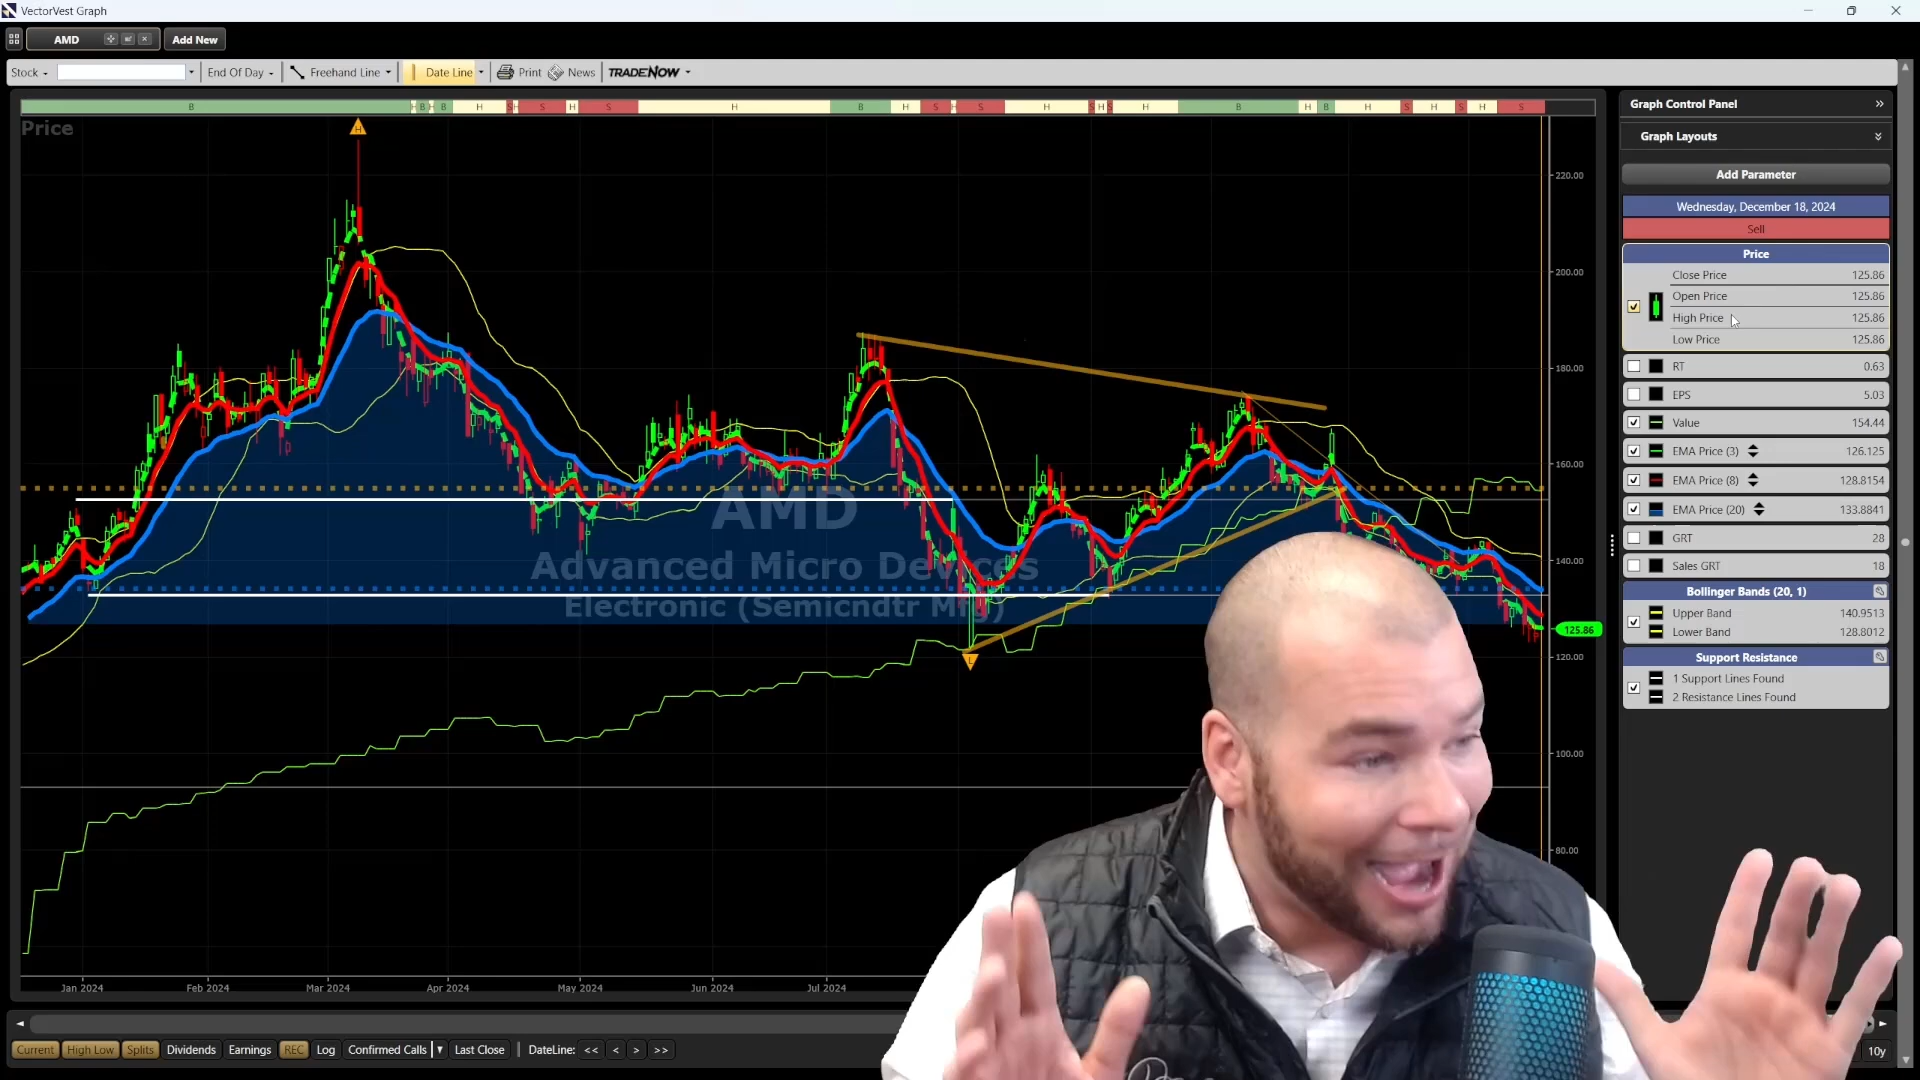 VectorVest Graph
AMD Add New
Stock End Of Day Freehand Line Date Line Print News TRADENOW
B H B H B H S H S H S H B H S H S H S H S H B H B H S H S H S
Price
H
220.00
200.00
180.00
160.00
140.00
125.86
120.00
100.00
80.00
AMD
Advanced Micro Devices
Electronic (Semicndtr Mfg)
L
Jan 2024 Feb 2024 Mar 2024 Apr 2024 May 2024 Jun 2024 Jul 2024
Current High Low Splits Dividends Earnings REC Log Confirmed Calls Last Close DateLine: << < > >>
10y
Graph Control Panel »
Graph Layouts
Add Parameter
Wednesday, December 18, 2024
Sell
Price
Close Price 125.86
Open Price 125.86
High Price 125.86
Low Price 125.86
RT 0.63
EPS 5.03
Value 154.44
EMA Price (3) 126.125
EMA Price (8) 128.8154
EMA Price (20) 133.8841
GRT 28
Sales GRT 18
Bollinger Bands (20, 1)
Upper Band 140.9513
Lower Band 128.8012
Support Resistance
1 Support Lines Found
2 Resistance Lines Found